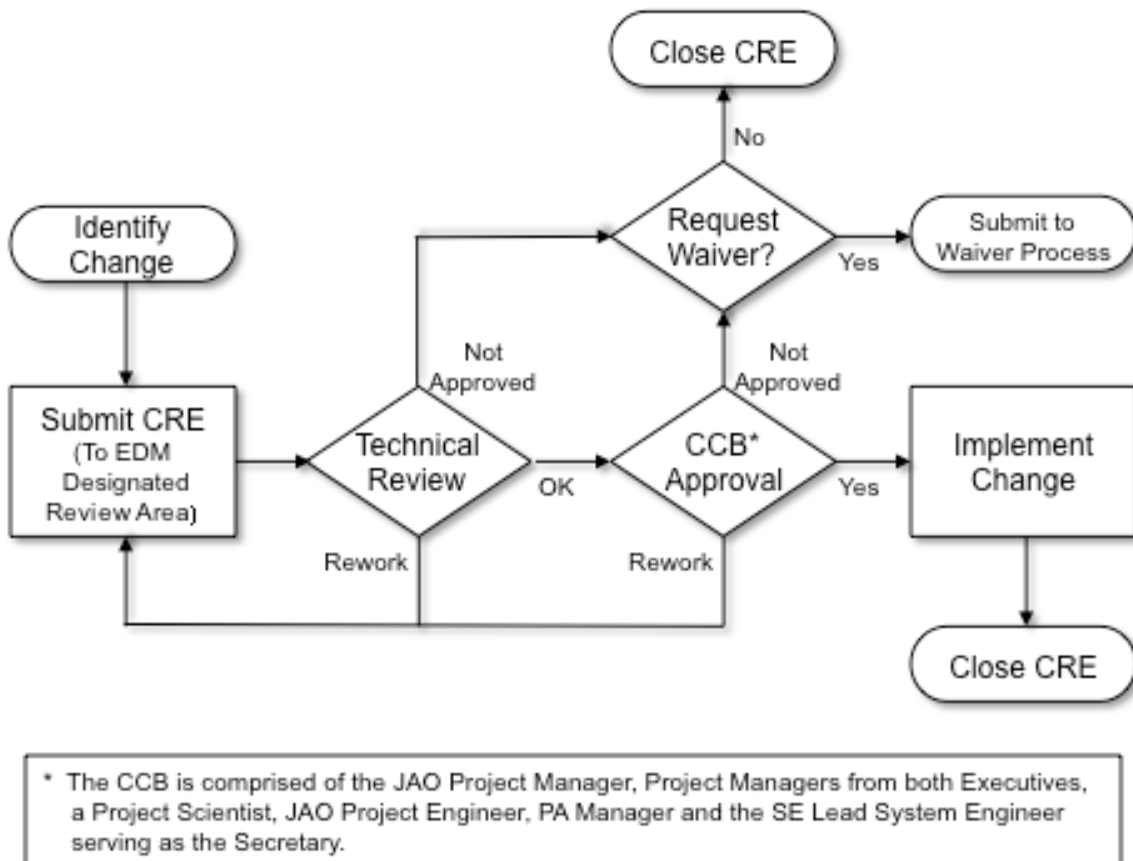 Close CRE
No
Identify
Change
Request
Waiver?
Yes
Submit to
Waiver Process
Not
Approved
Not
Approved
Submit CRE
(To EDM
Designated
Review Area)
Technical
Review
OK
CCB*
Approval
Yes
Implement
Change
Rework
Rework
Close CRE
* The CCB is comprised of the JAO Project Manager, Project Managers from both Executives,
a Project Scientist, JAO Project Engineer, PA Manager and the SE Lead System Engineer
serving as the Secretary.